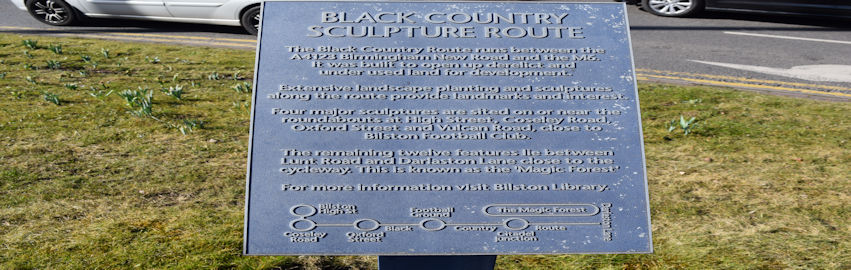 BLACK COUNTRY
SCULPTURE ROUTE
The Black Country Route runs between the
A4123 Birmingham New Road and the M6.
It was built to open up derelict and
under used land for development.
Extensive landscape planting and sculptures
along the route provide landmarks and interest.
Four major sculptures are sited on or near the
roundabouts at High Street, Coseley Road,
Oxford Street and Vulcan Road, close to
Bilston Football Club.
The remaining twelve features lie between
Lunt Road and Darlaston Lane close to the
cycleway. This is known as the 'Magic Forest'
For more information visit Bilston Library.
Bilston
High St.
Football
Ground
The Magic Forest
Coseley
Road
Oxford
Street
Black
Country
Citadel
Junction
Route